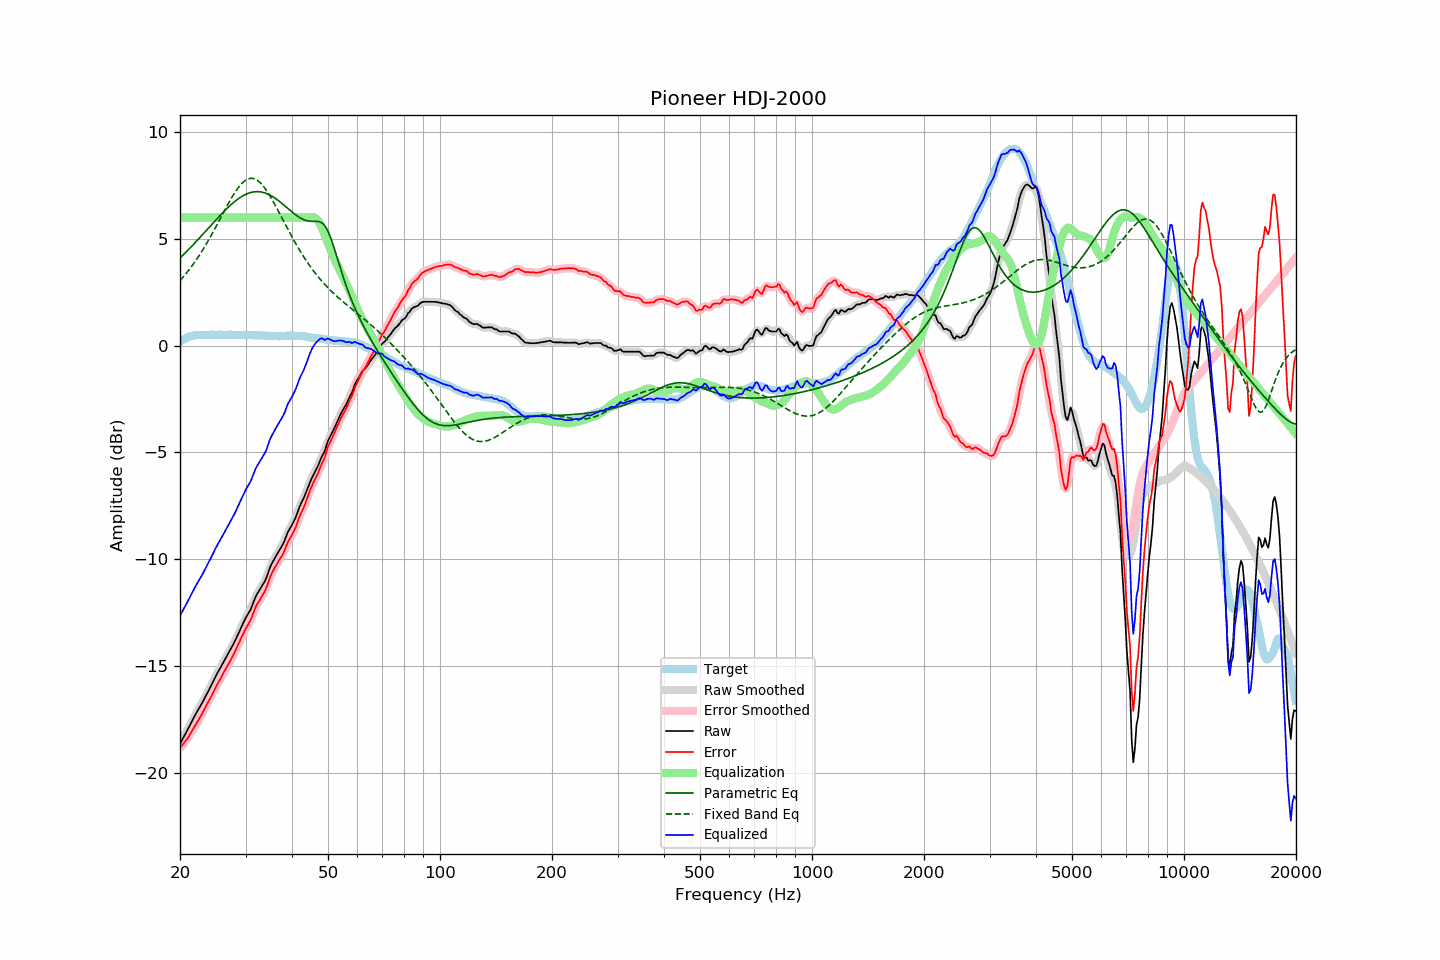 Pioneer HDJ-2000
Amplitude (dBr)
10
5
0
−5
−10
−15
−20
Target
Raw Smoothed
Error Smoothed
Raw
Error
Equalization
Parametric Eq
Fixed Band Eq
Equalized
20 50 100 200 500 1000 2000 5000 10000 20000
Frequency (Hz)